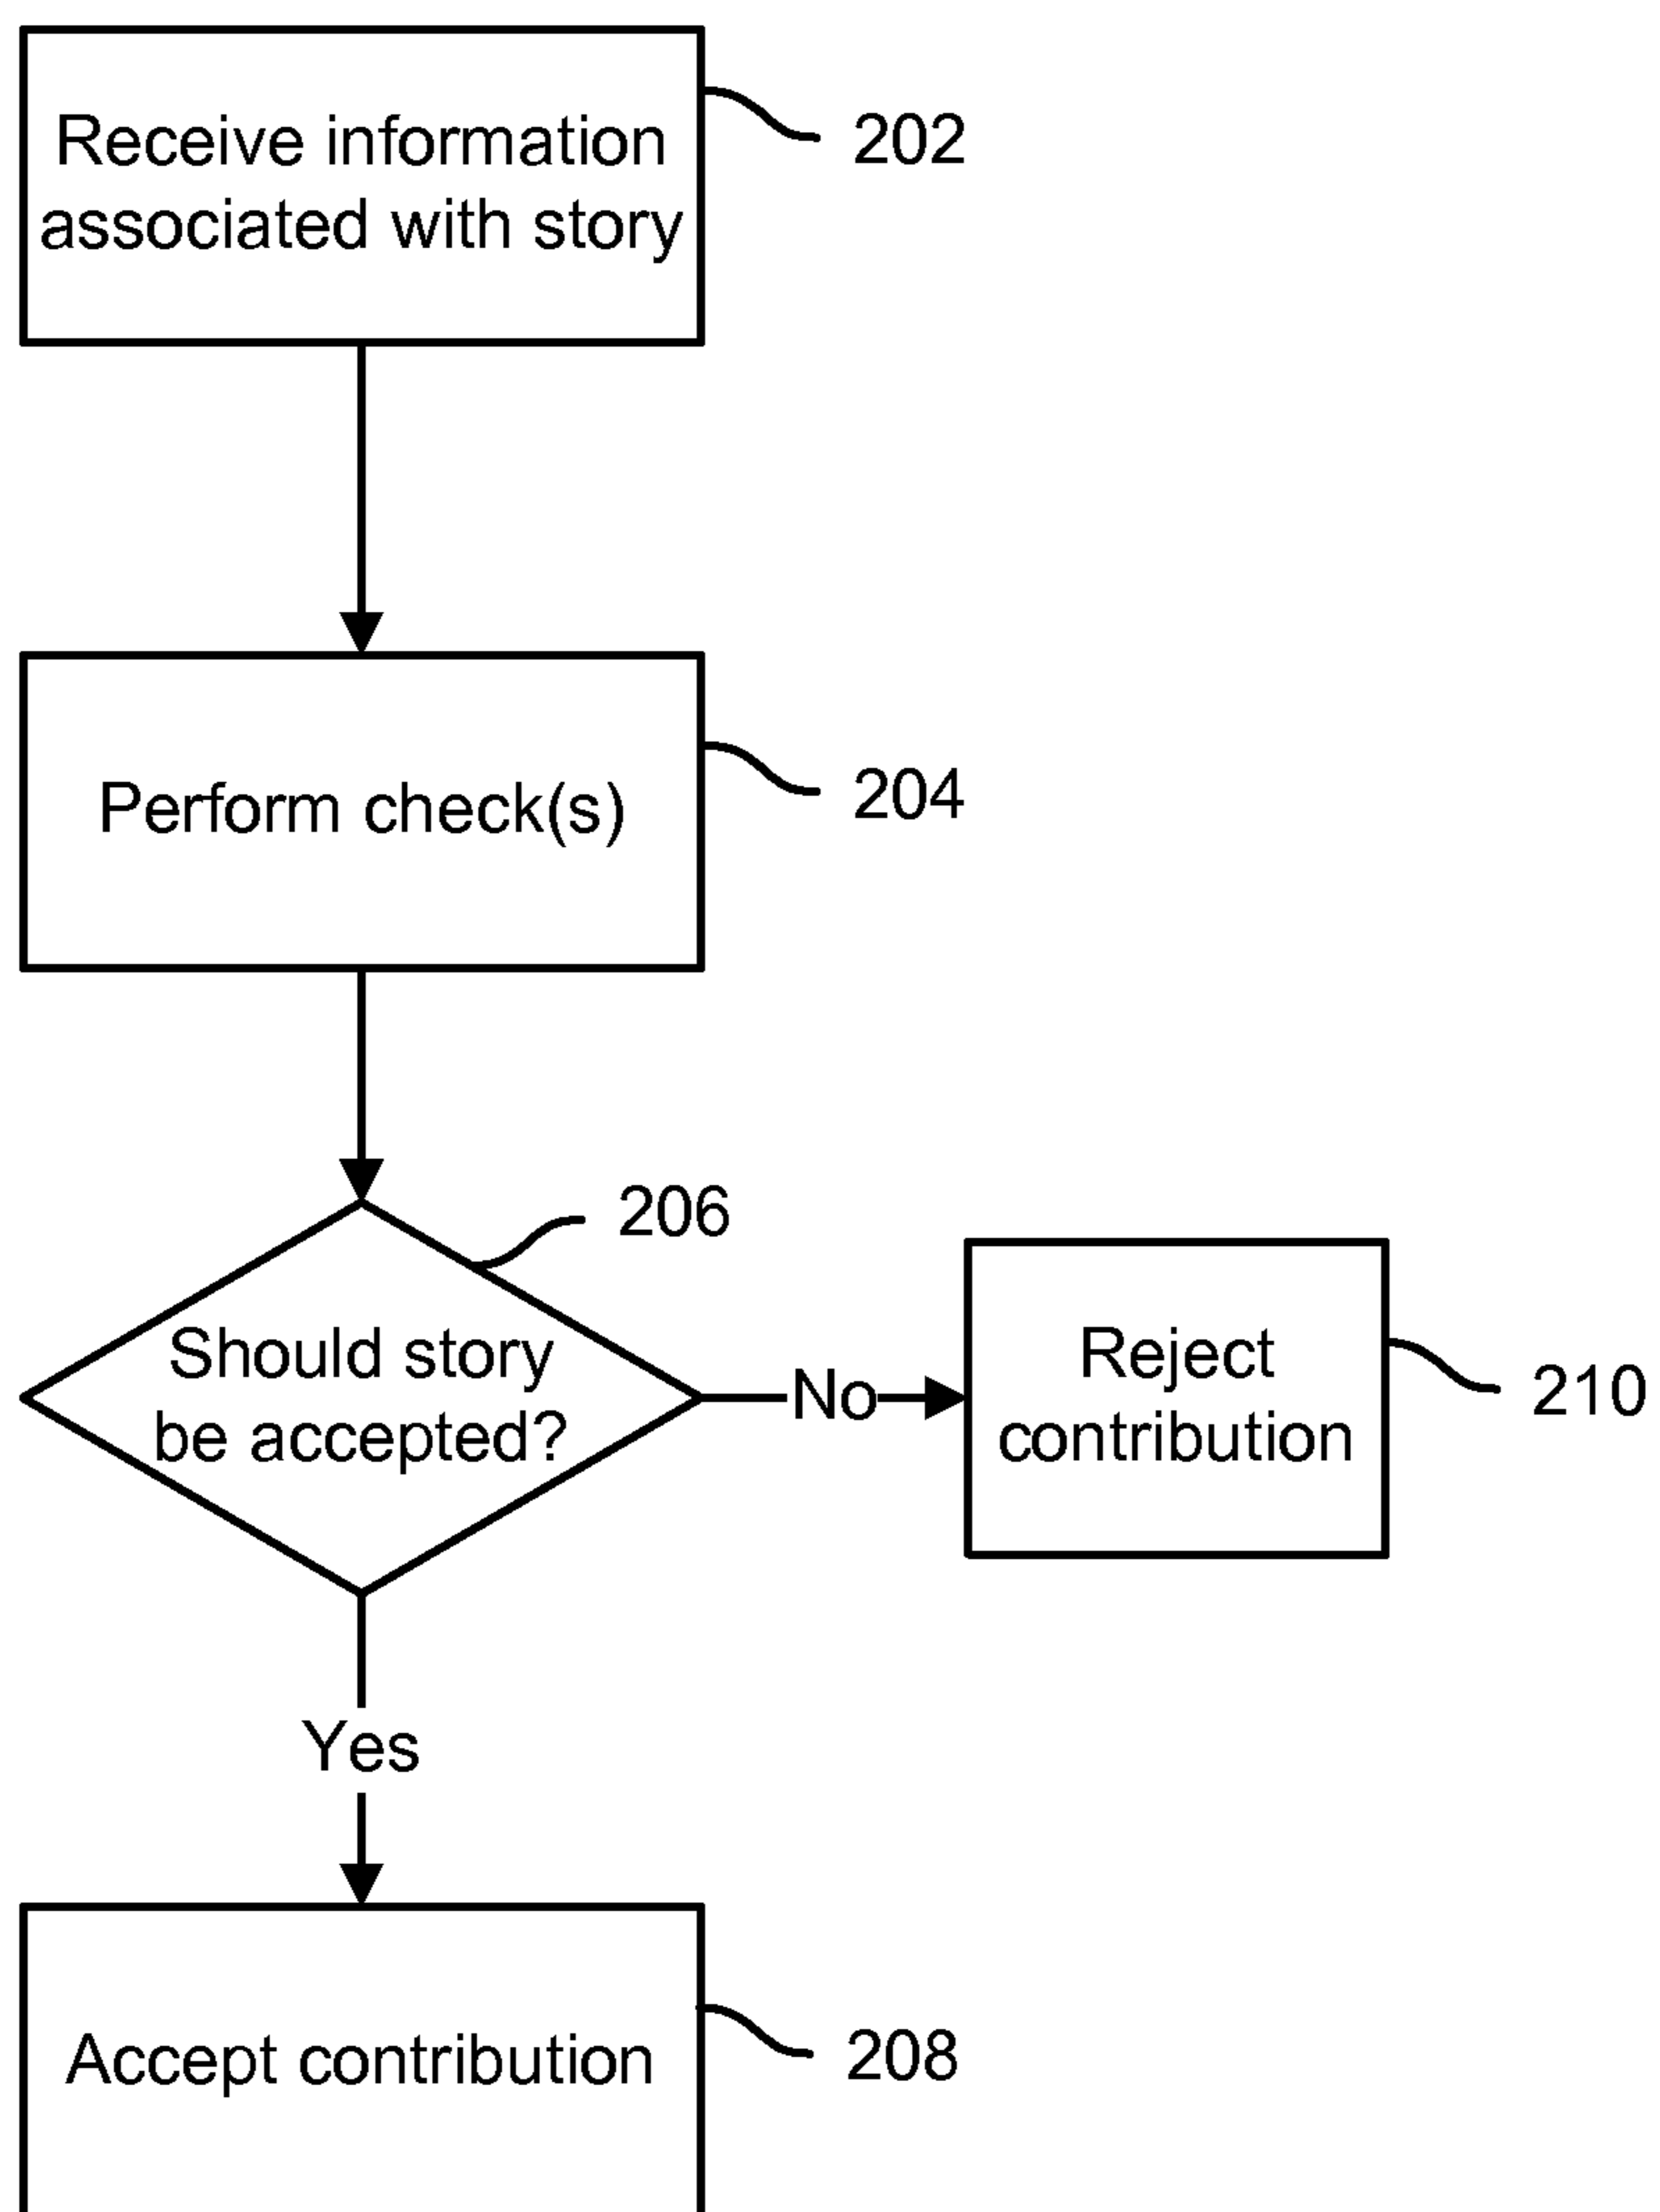 Receive information
associated with story
202
Perform check(s)
204
206
Should story
be accepted?
No
Reject
contribution
210
Yes
Accept contribution
208